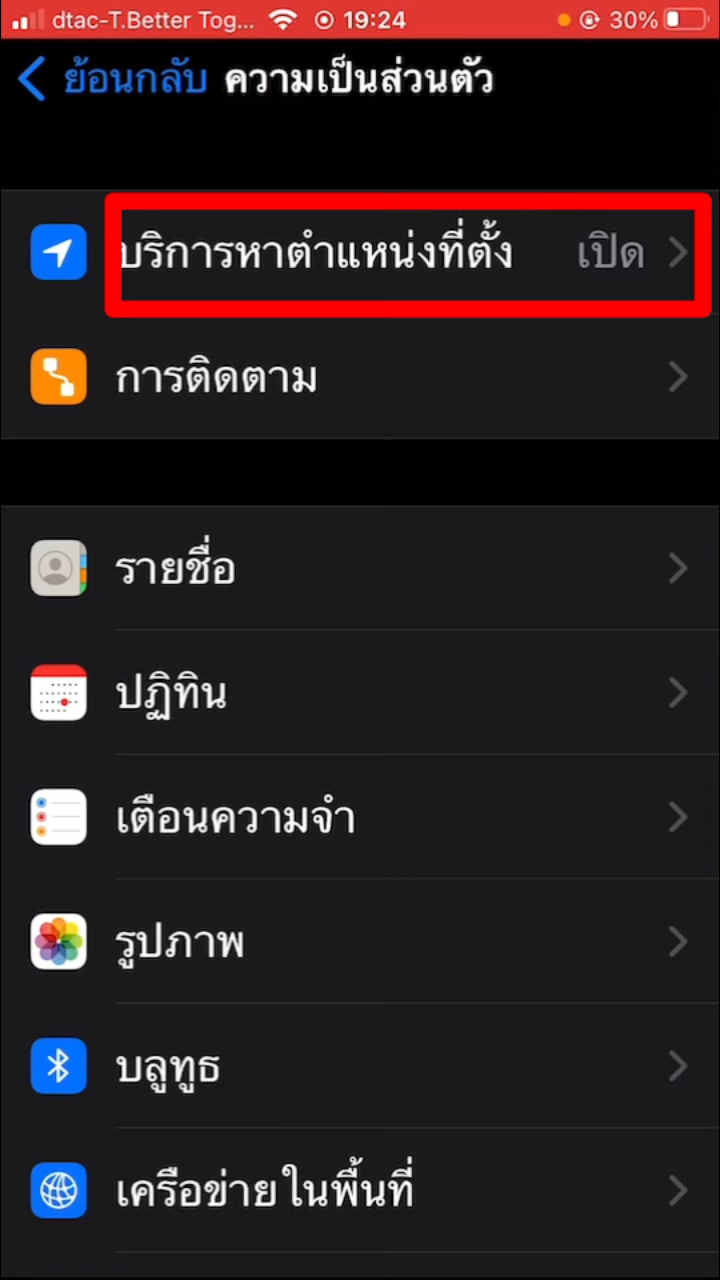 dtac-T.Better Tog... 19:24 30%
ย้อนกลับ ความเป็นส่วนตัว
บริการหาตำแหน่งที่ตั้ง เปิด
การติดตาม
รายชื่อ
ปฏิทิน
เตือนความจำ
รูปภาพ
บลูทูธ
เครือข่ายในพื้นที่